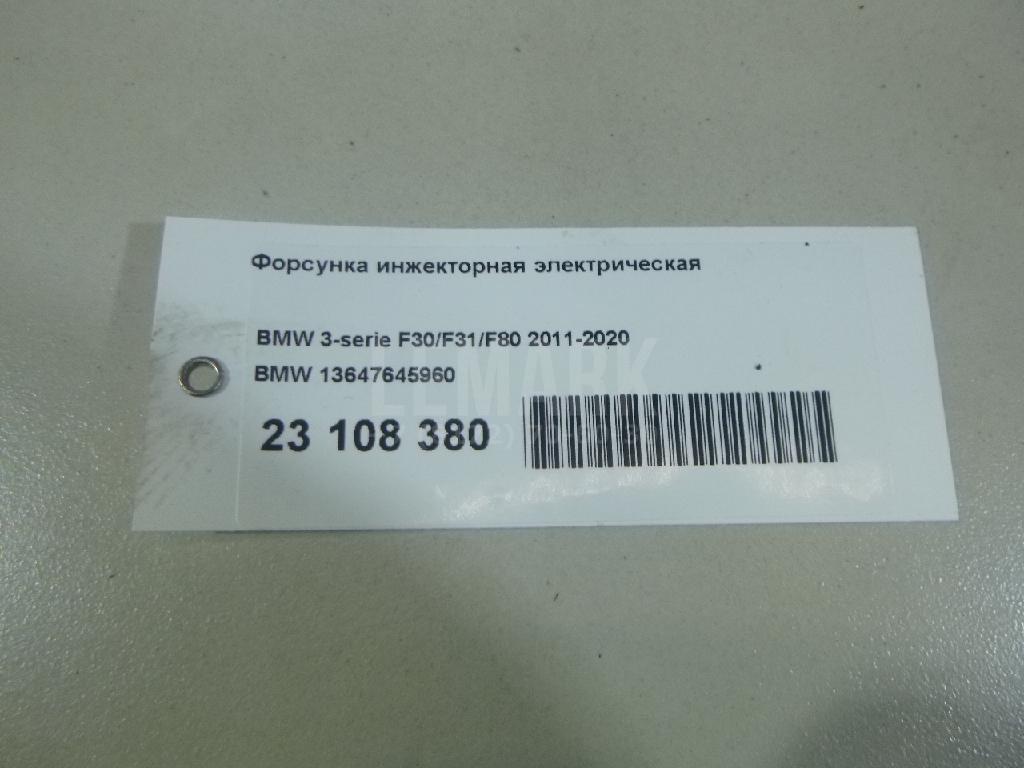 Форсунка инжекторная электрическая
BMW 3-serie F30/F31/F80 2011-2020
BMW 13647645960
23 108 380